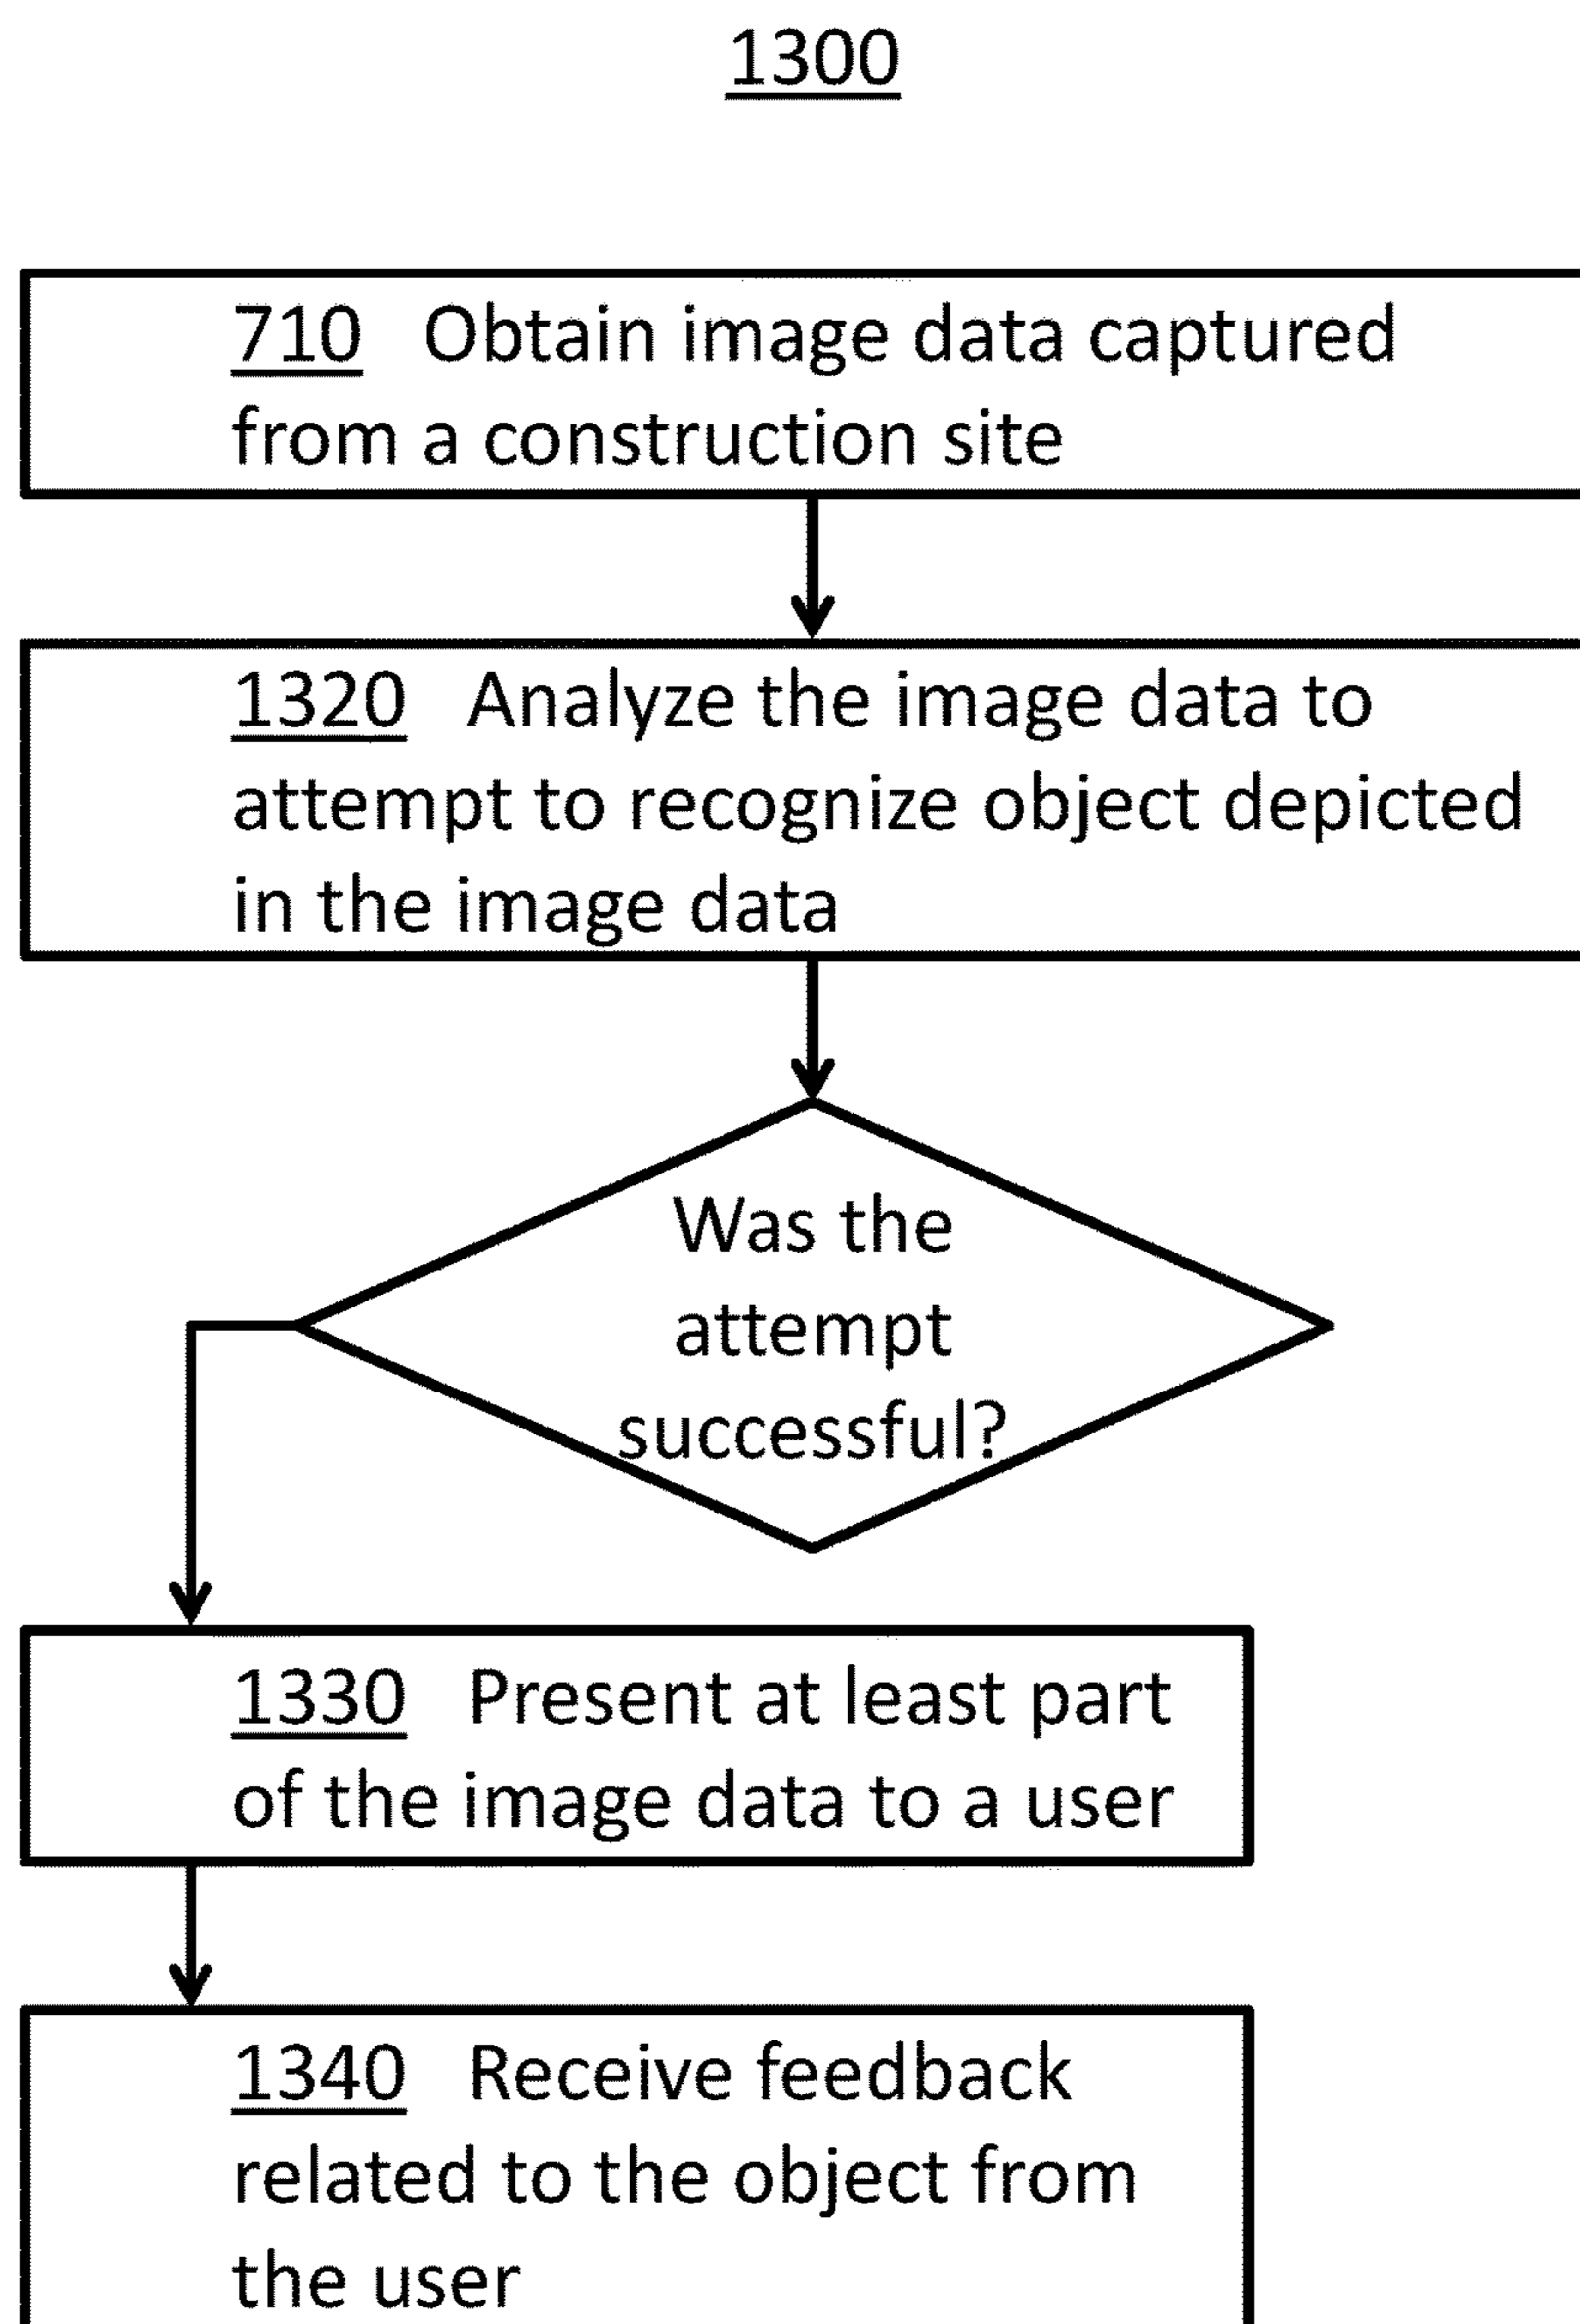 1300
710 Obtain image data captured
from a construction site
1320 Analyze the image data to
attempt to recognize object depicted
in the image data
Was the
attempt
successful?
1330 Present at least part
of the image data to a user
1340 Receive feedback
related to the object from
the user